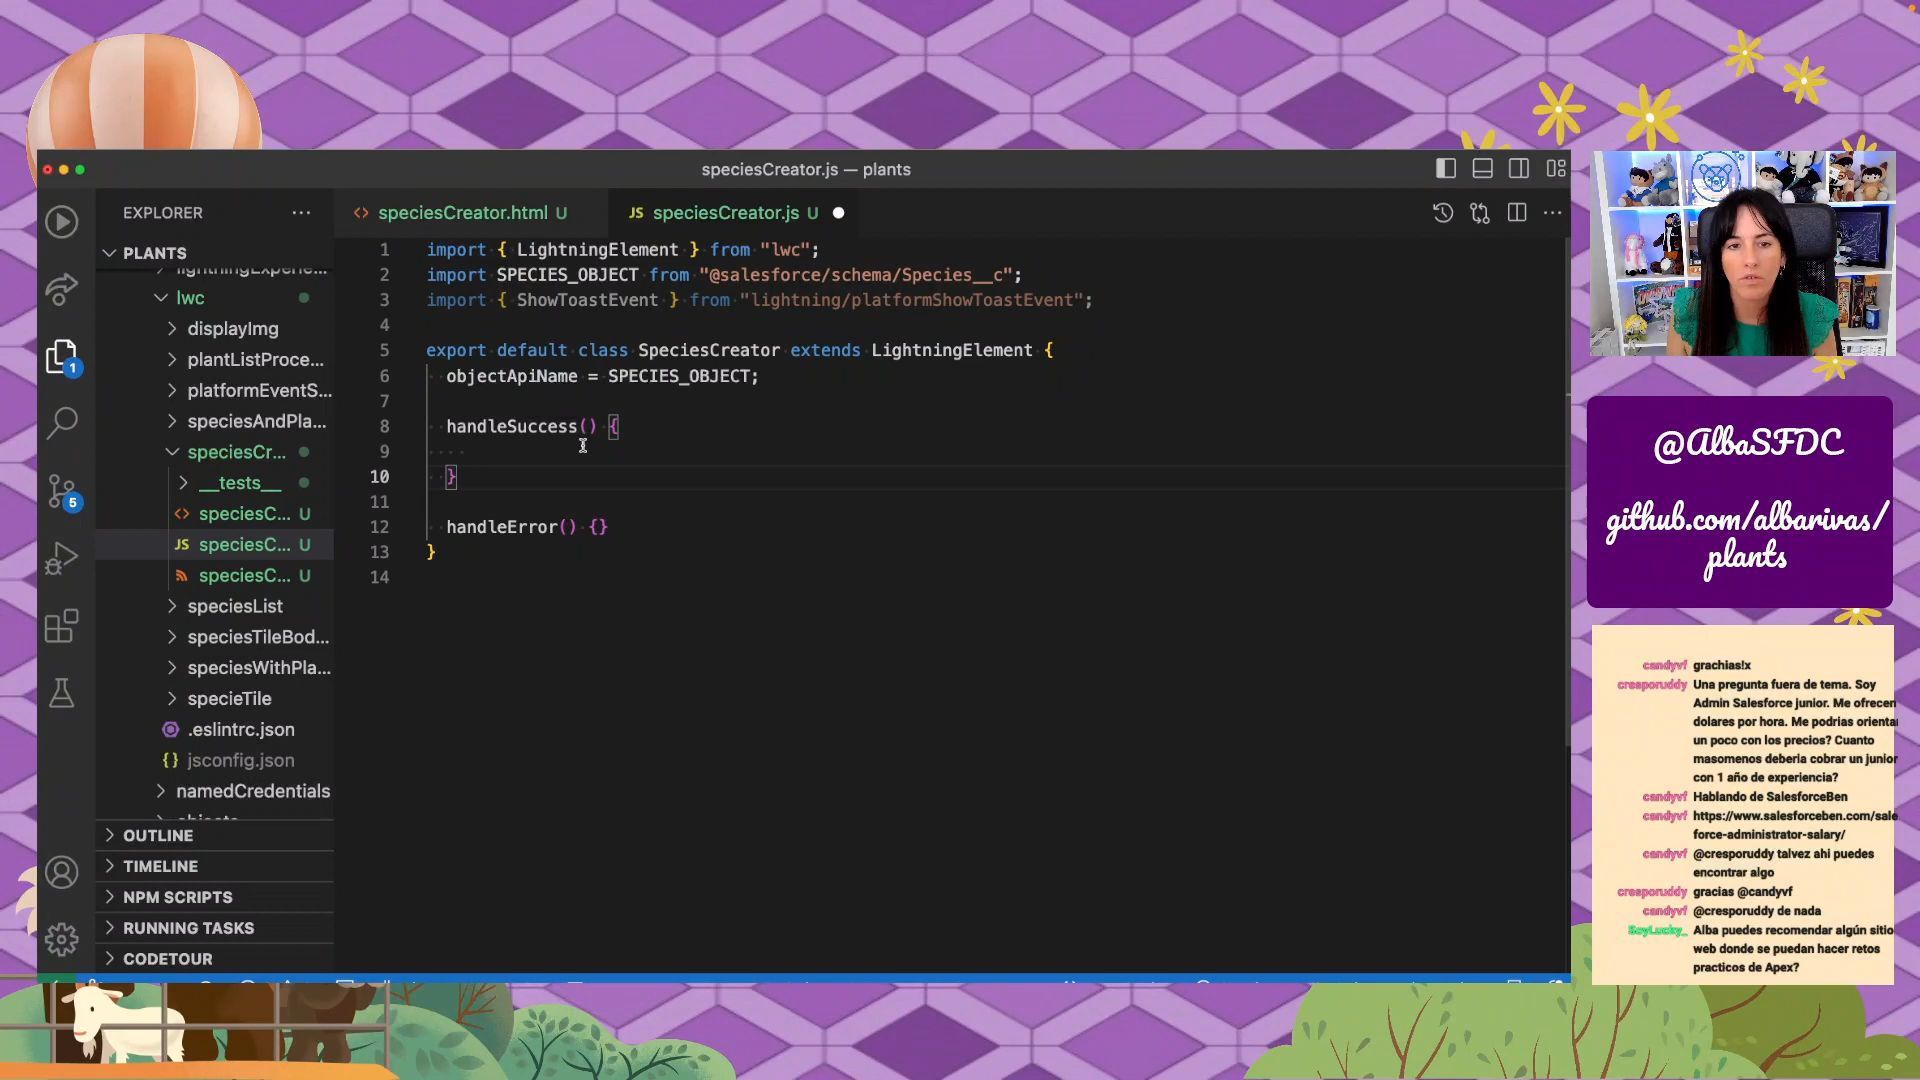 speciesCreator.js — plants
EXPLORER
PLANTS
lwc
displayImg
plantListProce...
platformEventS...
speciesAndPla...
speciesCr...
__tests__
speciesC... U
JS speciesC... U
speciesC... U
speciesList
speciesTileBod...
speciesWithPla...
specieTile
.eslintrc.json
{} jsconfig.json
namedCredentials
OUTLINE
TIMELINE
NPM SCRIPTS
RUNNING TASKS
CODETOUR
1
5
<> speciesCreator.html U
JS speciesCreator.js U
1 import { LightningElement } from "lwc";
2 import SPECIES_OBJECT from "@salesforce/schema/Species__c";
3 import { ShowToastEvent } from "lightning/platformShowToastEvent";
4
5 export default class SpeciesCreator extends LightningElement {
6 objectApiName = SPECIES_OBJECT;
7
8 handleSuccess() {
9
10 }
11
12 handleError() {}
13 }
14
@AlbaSFDC
github.com/albarivas/
plants
candyvf grachias!x
cresporuddy Una pregunta fuera de tema. Soy
Admin Salesforce junior. Me ofrecen
dolares por hora. Me podrias orienta
un poco con los precios? Cuanto
masomenos deberia cobrar un junior
con 1 año de experiencia?
candyvf Hablando de SalesforceBen
candyvf https://www.salesforceben.com/sale
force-administrator-salary/
candyvf @cresporuddy talvez ahi puedes
encontrar algo
cresporuddy gracias @candyvf
candyvf @cresporuddy de nada
SoyLucky_ Alba puedes recomendar algún sitio
web donde se puedan hacer retos
practicos de Apex?